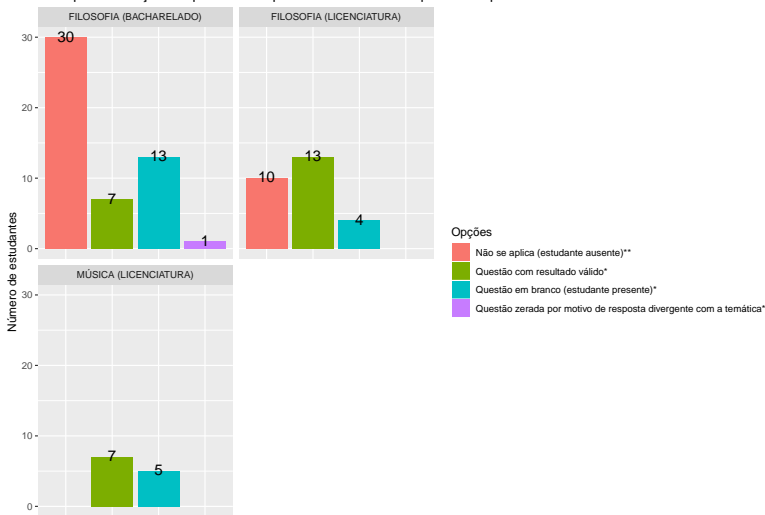 FILOSOFIA (BACHARELADO)
FILOSOFIA (LICENCIATURA)
30
20
10
0
30
7
13
1
10
13
4
Número de estudantes
MÚSICA (LICENCIATURA)
30
20
10
0
7
5
Opções
Não se aplica (estudante ausente)**
Questão com resultado válido*
Questão em branco (estudante presente)*
Questão zerada por motivo de resposta divergente com a temática*